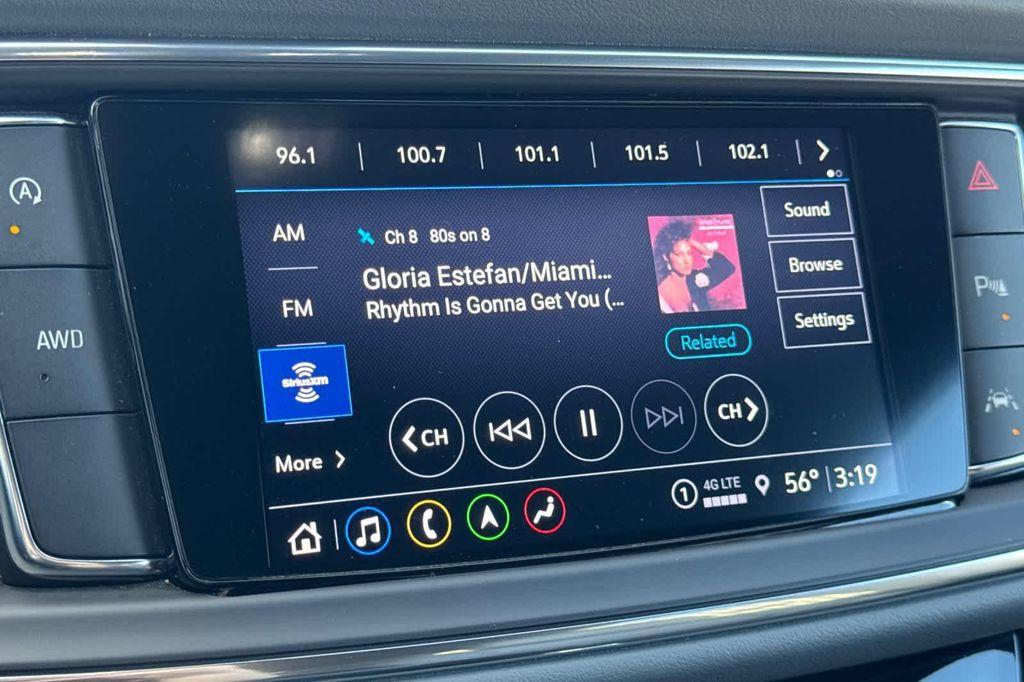 96.1 | 100.7 | 101.1 | 101.5 | 102.1
AM
FM
SiriusXM
More
Ch 8 80s on 8
Gloria Estefan/Miami...
Rhythm Is Gonna Get You (...
Related
Sound
Browse
Settings
CH
CH
1 4G LTE 56° | 3:19
A
AWD
P